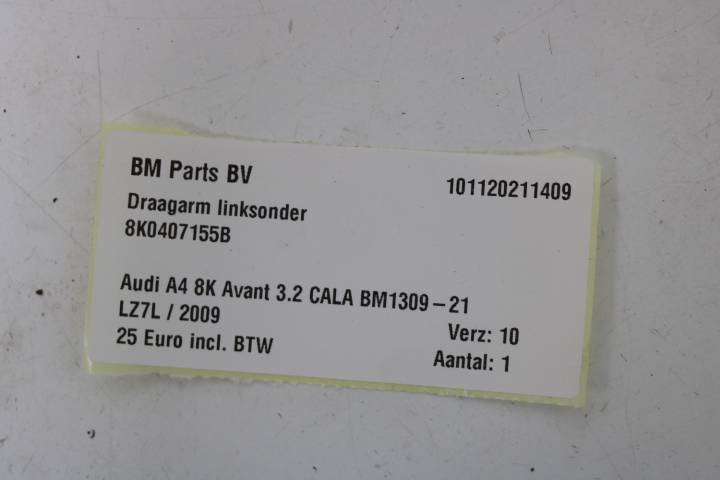 BM Parts BV 101120211409
Draagarm linksonder
8K0407155B
Audi A4 8K Avant 3.2 CALA BM1309-21
LZ7L / 2009 Verz: 10
25 Euro incl. BTW Aantal: 1